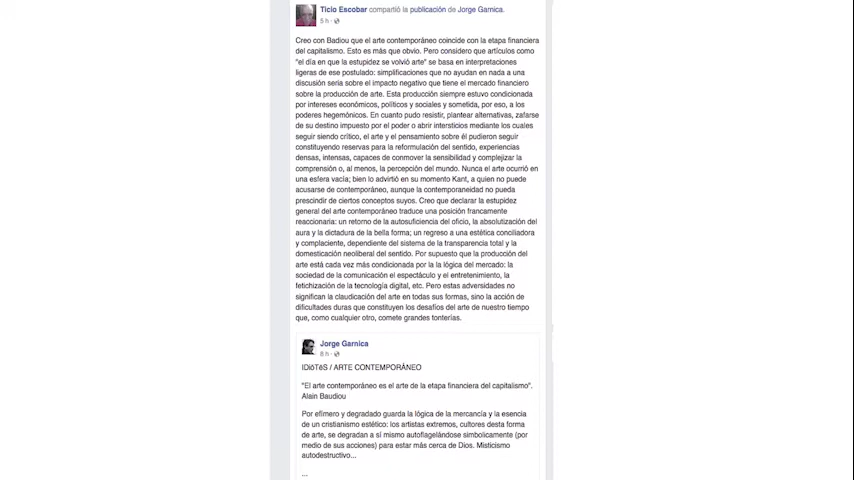 Ticio Escobar compartió la publicación de Jorge Garnica.
5 h ·
Creo con Badiou que el arte contemporáneo coincide con la etapa financiera
del capitalismo. Esto es más que obvio. Pero considero que artículos como
"el día en que la estupidez se volvió arte" se basa en interpretaciones
ligeras de ese postulado: simplificaciones que no ayudan en nada a una
discusión seria sobre el impacto negativo que tiene el mercado financiero
sobre la producción de arte. Esta producción siempre estuvo condicionada
por intereses económicos, políticos y sociales y sometida, por eso, a los
poderes hegemónicos. En cuanto pudo resistir, plantear alternativas, zafarse
de su destino impuesto por el poder o abrir intersticios mediante los cuales
seguir siendo crítico, el arte y el pensamiento sobre él pudieron seguir
constituyendo reservas para la reformulación del sentido, experiencias
densas, intensas, capaces de conmover la sensibilidad y complejizar la
comprensión o, al menos, la percepción del mundo. Nunca el arte ocurrió en
una esfera vacía; bien lo advirtió en su momento Kant, a quien no puede
acusarse de contemporáneo, aunque la contemporaneidad no pueda
prescindir de ciertos conceptos suyos. Creo que declarar la estupidez
general del arte contemporáneo traduce una posición francamente
reaccionaria: un retorno de la autosuficiencia del oficio, la absolutización del
aura y la dictadura de la bella forma; un regreso a una estética conciliadora
y complaciente, dependiente del sistema de la transparencia total y la
domesticación neoliberal del sentido. Por supuesto que la producción del
arte está cada vez más condicionada por la la lógica del mercado: la
sociedad de la comunicación el espectáculo y el entretenimiento, la
fetichización de la tecnología digital, etc. Pero estas adversidades no
significan la claudicación del arte en todas sus formas, sino la acción de
dificultades duras que constituyen los desafíos del arte de nuestro tiempo
que, como cualquier otro, comete grandes tonterías.
Jorge Garnica
8 h ·
IDiöTëS / ARTE CONTEMPORÁNEO
"El arte contemporáneo es el arte de la etapa financiera del capitalismo".
Alain Baudiou
Por efímero y degradado guarda la lógica de la mercancía y la esencia
de un cristianismo estético: los artistas extremos, cultores desta forma
de arte, se degradan a sí mismo autoflagelándose simbolicamente (por
medio de sus acciones) para estar más cerca de Dios. Misticismo
autodestructivo...
...